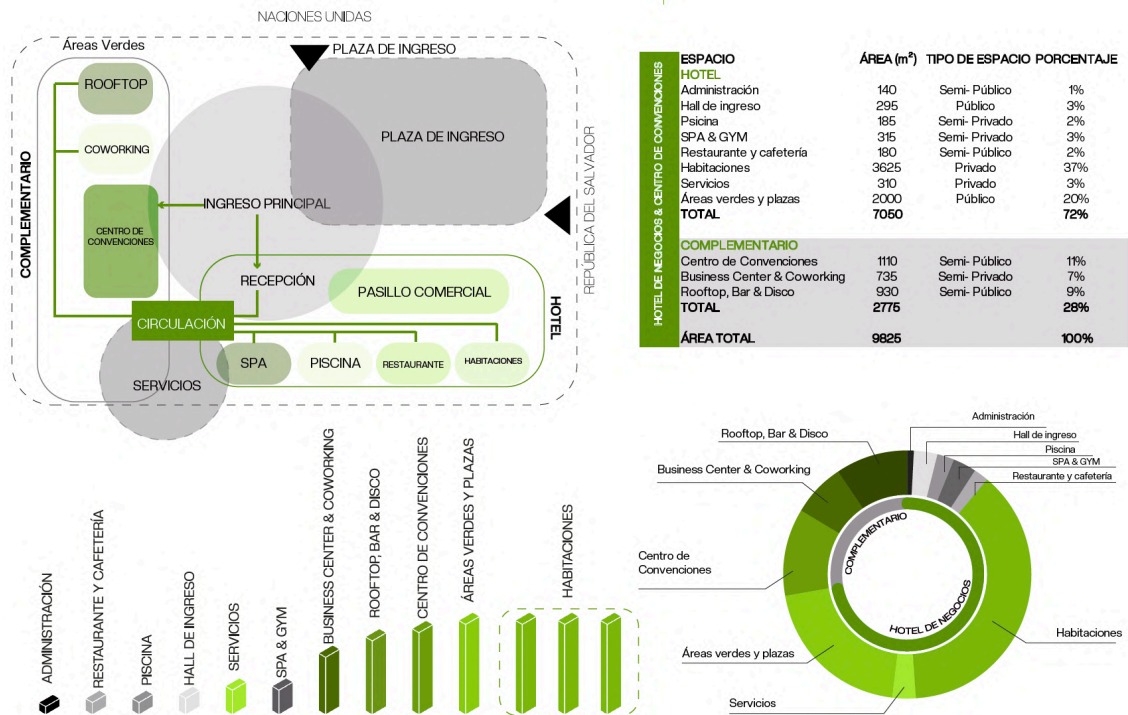 NACIONES UNIDAS
Áreas Verdes
PLAZA DE INGRESO
ROOFTOP
COWORKING
PLAZA DE INGRESO
COMPLEMENTARIO
REPÚBLICA DEL SALVADOR
INGRESO PRINCIPAL
CENTRO DE
CONVENCIONES
RECEPCIÓN
PASILLO COMERCIAL
HOTEL
CIRCULACIÓN
SPA
PISCINA
RESTAURANTE
HABITACIONES
SERVICIOS
HOTEL DE NEGOCIOS & CENTRO DE CONVENCIONES
ESPACIO ÁREA (m²) TIPO DE ESPACIO PORCENTAJE
HOTEL
Administración 140 Semi- Público 1%
Hall de ingreso 295 Público 3%
Psicina 185 Semi- Privado 2%
SPA & GYM 315 Semi- Privado 3%
Restaurante y cafetería 180 Semi- Público 2%
Habitaciones 3625 Privado 37%
Servicios 310 Privado 3%
Áreas verdes y plazas 2000 Público 20%
TOTAL 7050 72%
COMPLEMENTARIO
Centro de Convenciones 1110 Semi- Público 11%
Business Center & Coworking 735 Semi- Privado 7%
Rooftop, Bar & Disco 930 Semi- Público 9%
TOTAL 2775 28%
ÁREA TOTAL 9825 100%
ADMINISTRACIÓN
RESTAURANTE Y CAFETERÍA
PISCINA
HALL DE INGRESO
SERVICIOS
SPA & GYM
BUSINESS CENTER & COWORKING
ROOFTOP, BAR & DISCO
CENTRO DE CONVENCIONES
ÁREAS VERDES Y PLAZAS
HABITACIONES
Administración
Hall de ingreso
Piscina
SPA & GYM
Restaurante y cafetería
Rooftop, Bar & Disco
Business Center & Coworking
Centro de
Convenciones
COMPLEMENTARIO
HOTEL DE NEGOCIOS
Habitaciones
Áreas verdes y plazas
Servicios